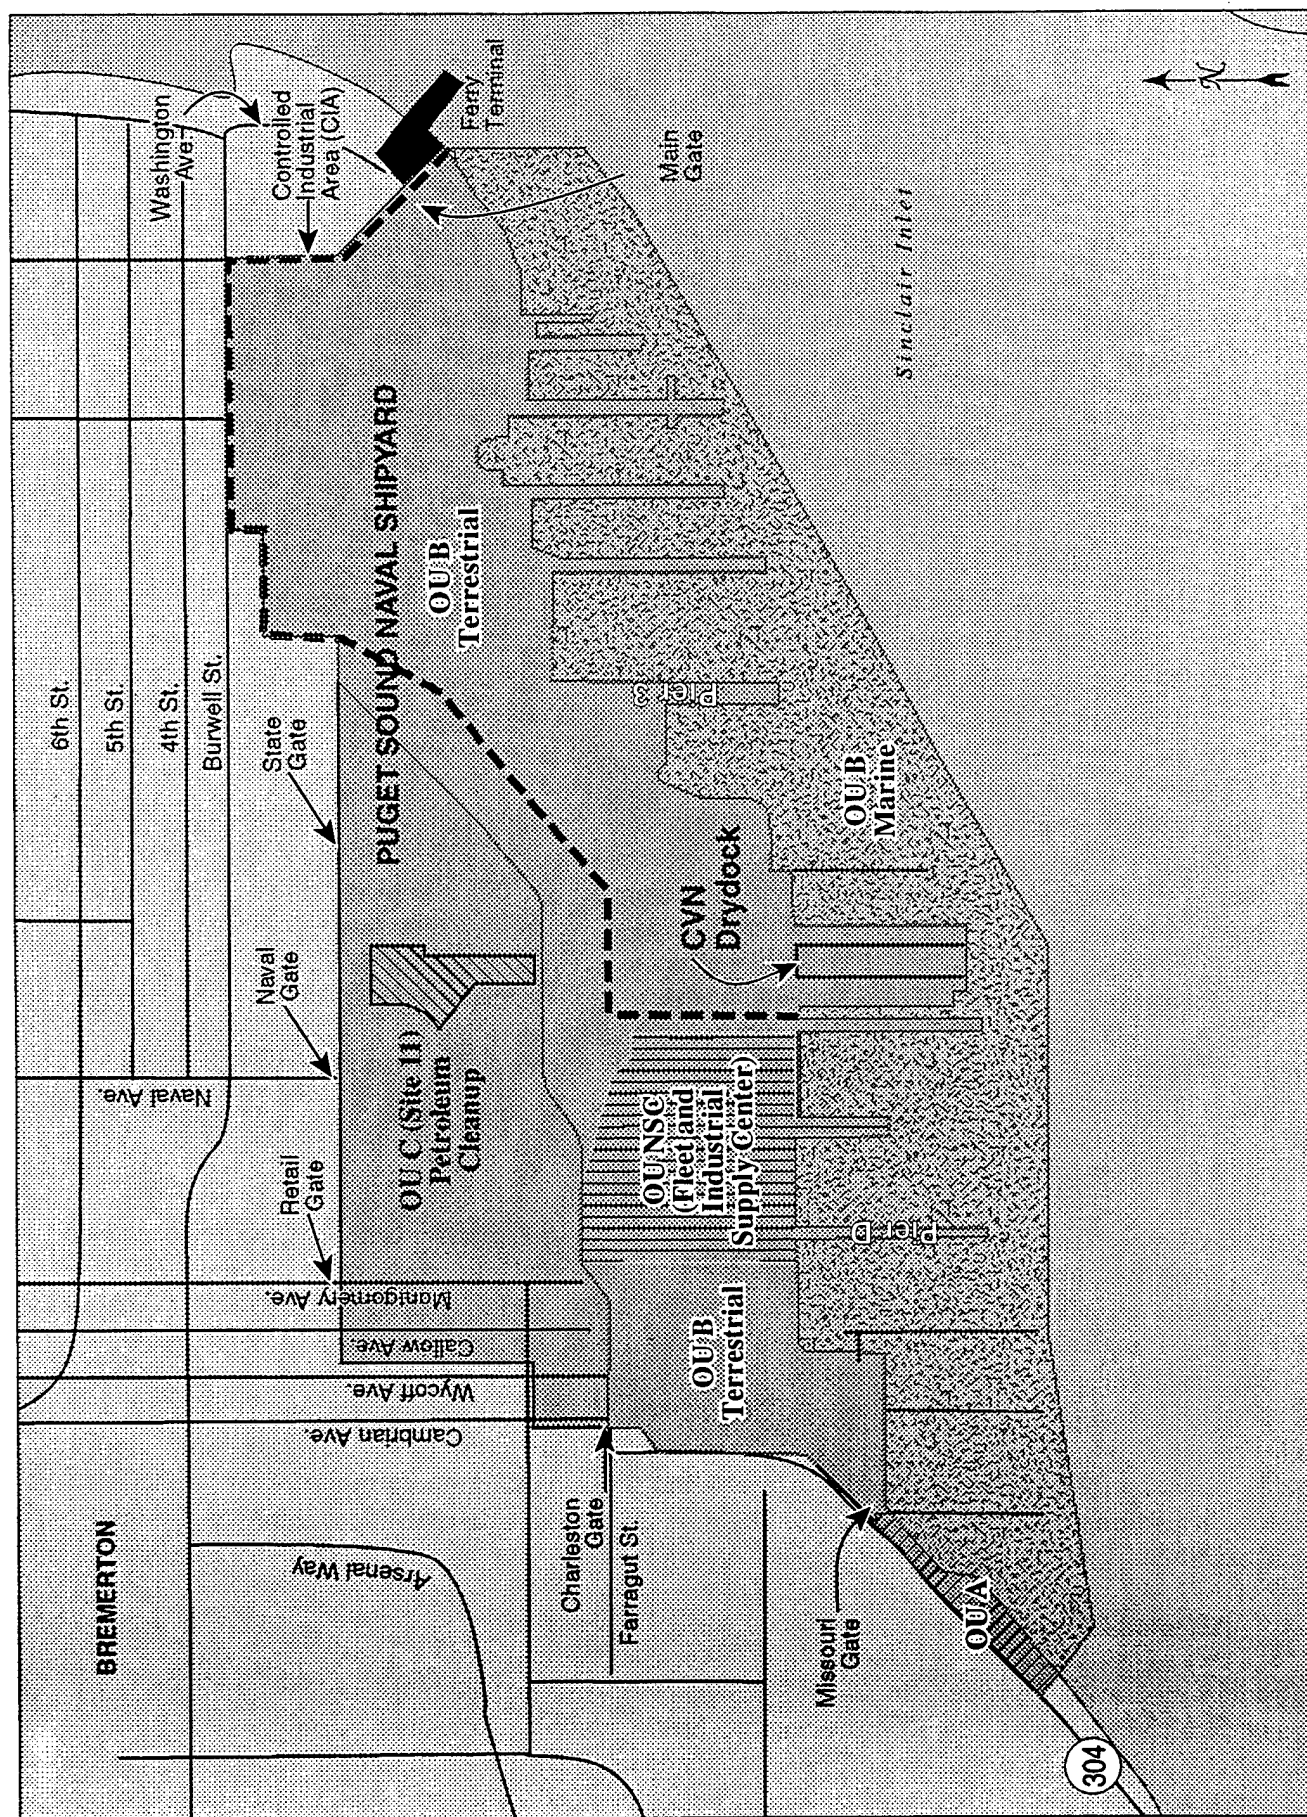 BREMERTON
6th St.
5th St.
4th St.
Burwell St.
Washington
Ave.
Controlled
Industrial
Area (CIA)
Ferry
Terminal
Main
Gate
State
Gate
Naval
Gate
Naval Ave.
Retail
Gate
Montgomery Ave.
Callow Ave.
Wycoff Ave.
Cambrian Ave.
Arsenal Way
Charleston
Gate
Farragut St.
Missouri
Gate
304
PUGET SOUND NAVAL SHIPYARD
OU B
Terrestrial
OU C (Site 11)
Petroleum
Cleanup
OU NSC
(Fleet and
Industrial
Supply Center)
OU B
Terrestrial
OU A
CVN
Drydock
Pier 3
Pier D
OU B
Marine
Sinclair Inlet
N